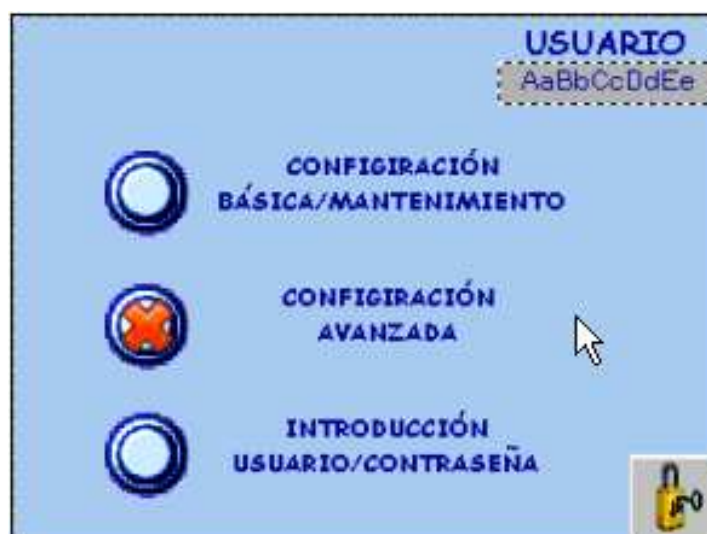 USUARIO
AaBbCcDdEe
CONFIGIRACIÓN
BÁSICA/MANTENIMIENTO
CONFIGIRACIÓN
AVANZADA
INTRODUCCIÓN
USUARIO/CONTRASEÑA